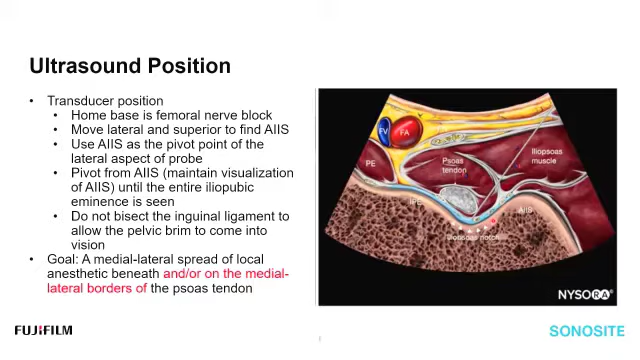 Ultrasound Position
• Transducer position
• Home base is femoral nerve block
• Move lateral and superior to find AIIS
• Use AIIS as the pivot point of the
lateral aspect of probe
• Pivot from AIIS (maintain visualization
of AIIS) until the entire iliopubic
eminence is seen
• Do not bisect the inguinal ligament to
allow the pelvic brim to come into
vision
• Goal: A medial-lateral spread of local
anesthetic beneath and/or on the medial-
lateral borders of the psoas tendon
FV
FA
PE
Psoas
tendon
Iliopsoas
muscle
IPE
AIIS
Iliopsoas notch
NYSORA®
FUJIFILM
SONOSITE